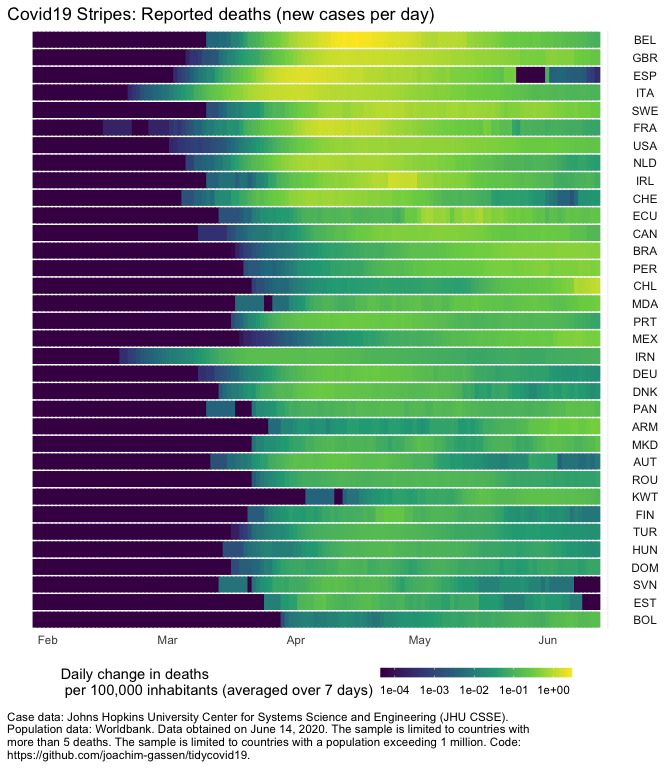 Covid19 Stripes: Reported deaths (new cases per day)
BEL
GBR
ESP
ITA
SWE
FRA
USA
NLD
IRL
CHE
ECU
CAN
BRA
PER
CHL
MDA
PRT
MEX
IRN
DEU
DNK
PAN
ARM
MKD
AUT
ROU
KWT
FIN
TUR
HUN
DOM
SVN
EST
BOL
Feb Mar Apr May Jun
Daily change in deaths
per 100,000 inhabitants (averaged over 7 days)
1e-04 1e-03 1e-02 1e-01 1e+00
Case data: Johns Hopkins University Center for Systems Science and Engineering (JHU CSSE).
Population data: Worldbank. Data obtained on June 14, 2020. The sample is limited to countries with
more than 5 deaths. The sample is limited to countries with a population exceeding 1 million. Code:
https://github.com/joachim-gassen/tidycovid19.